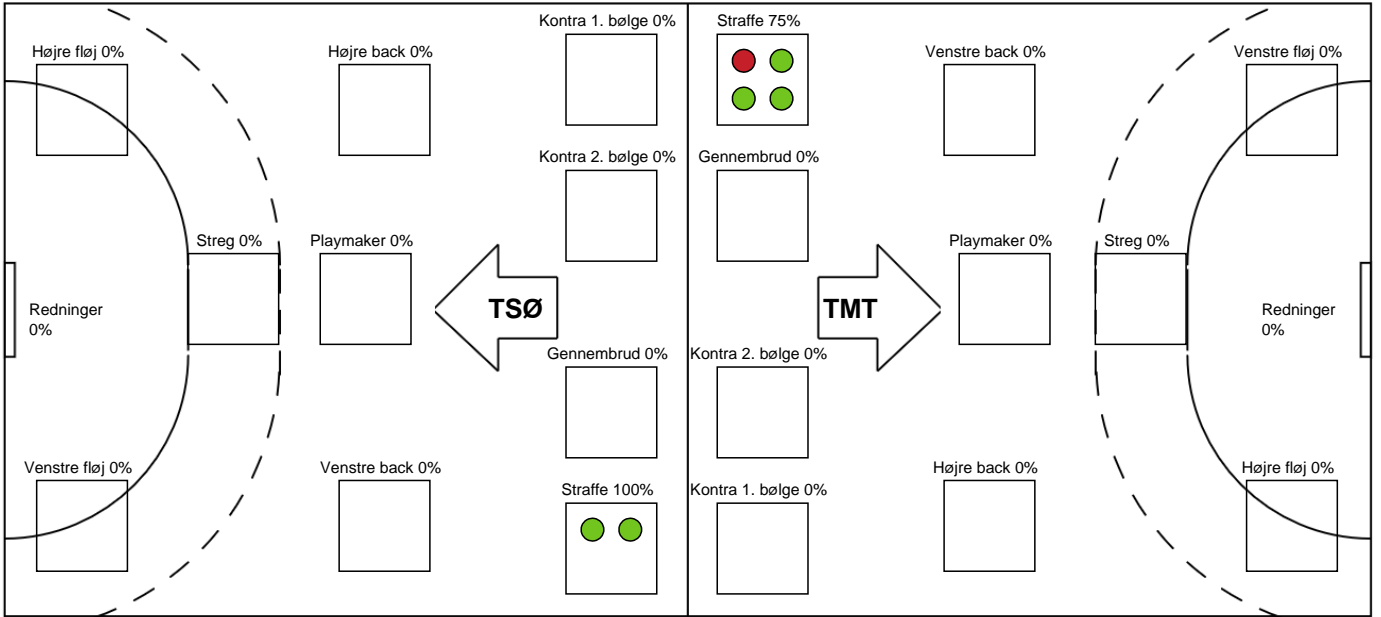 Kontra 1. bølge 0%
Straffe 75%
Højre fløj 0%
Højre back 0%
Venstre back 0%
Venstre fløj 0%
Kontra 2. bølge 0%
Gennembrud 0%
Streg 0%
Playmaker 0%
Playmaker 0%
Streg 0%
Redninger
0%
TSØ
TMT
Redninger
0%
Gennembrud 0%
Kontra 2. bølge 0%
Venstre fløj 0%
Venstre back 0%
Højre back 0%
Højre fløj 0%
Straffe 100%
Kontra 1. bølge 0%